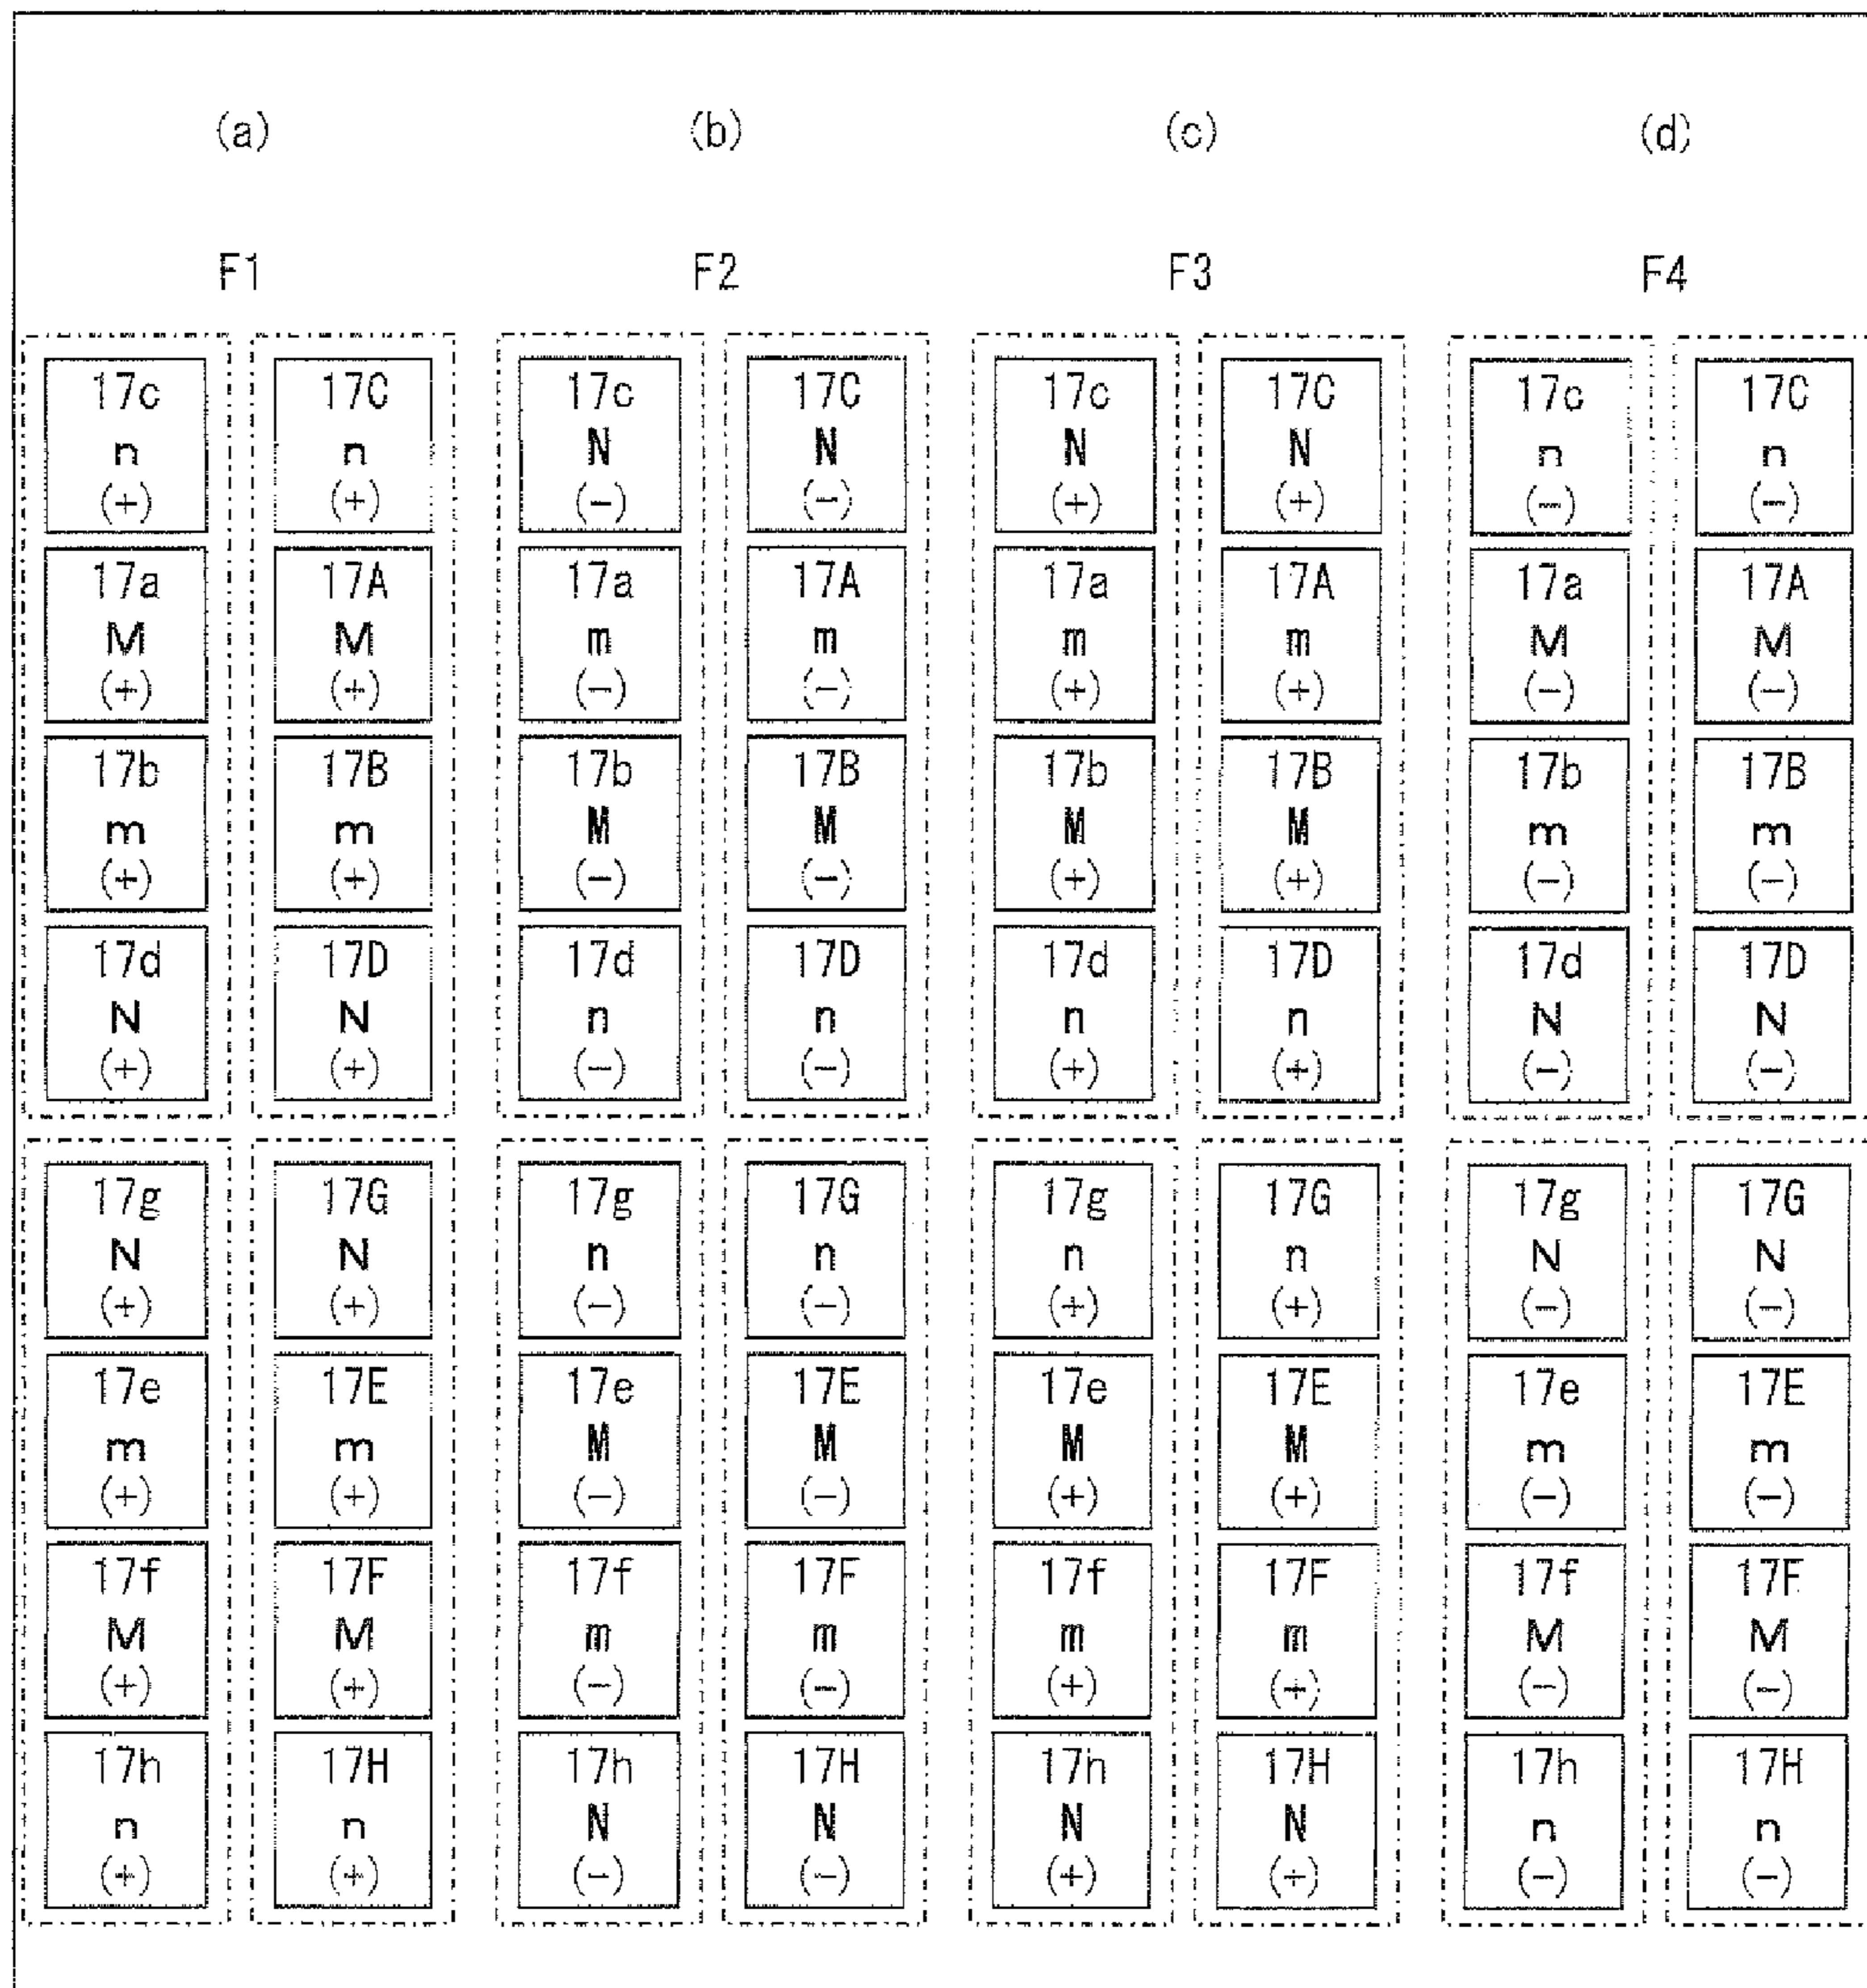 (a) (b) (c) (d)
F1 F2 F3 F4
17c 17C 17c 17C 17c 17C 17c 17C
n n N N N N n n
(+) (+) (−) (−) (+) (+) (−) (−)
17a 17A 17a 17A 17a 17A 17a 17A
M M m m m m M M
(+) (+) (−) (−) (+) (+) (−) (−)
17b 17B 17b 17B 17b 17B 17b 17B
m m M M M M m m
(+) (+) (−) (−) (+) (+) (−) (−)
17d 17D 17d 17D 17d 17D 17d 17D
N N n n n n N N
(+) (+) (−) (−) (+) (+) (−) (−)
17g 17G 17g 17G 17g 17G 17g 17G
N N n n n n N N
(+) (+) (−) (−) (+) (+) (−) (−)
17e 17E 17e 17E 17e 17E 17e 17E
m m M M M M m m
(+) (+) (−) (−) (+) (+) (−) (−)
17f 17F 17f 17F 17f 17F 17f 17F
M M m m m m M M
(+) (+) (−) (−) (+) (+) (−) (−)
17h 17H 17h 17H 17h 17H 17h 17H
n n N N N N n n
(+) (+) (−) (−) (+) (+) (−) (−)